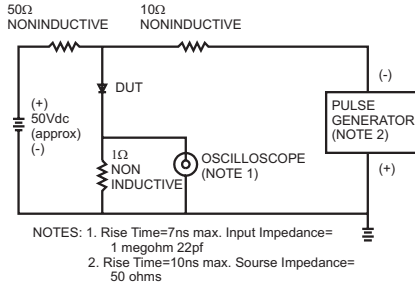 50Ω
NONINDUCTIVE
10Ω
NONINDUCTIVE
DUT
(+)
50Vdc
(approx)
(-)
(-)
PULSE
GENERATOR
(NOTE 2)
(+)
1Ω
NON
INDUCTIVE
OSCILLOSCOPE
(NOTE 1)
NOTES: 1. Rise Time=7ns max. Input Impedance=
1 megohm 22pf
2. Rise Time=10ns max. Sourse Impedance=
50 ohms